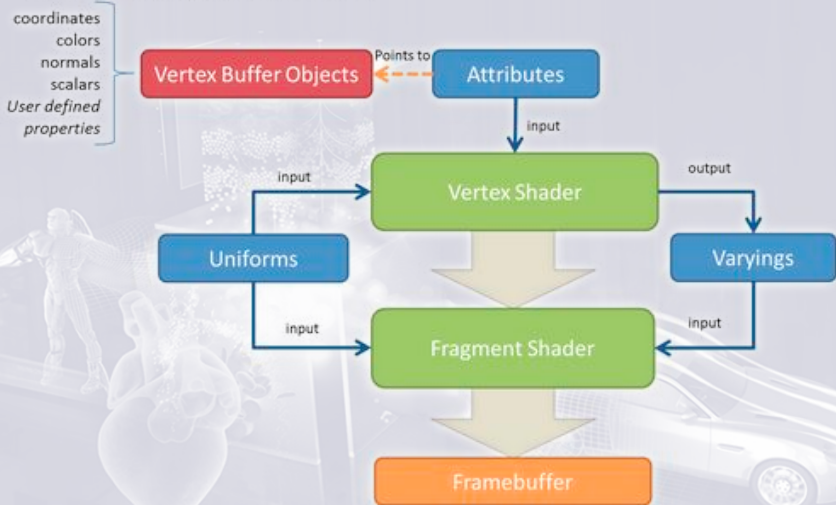 coordinates
colors
normals
scalars
User defined
properties
Vertex Buffer Objects
Points to
Attributes
input
input
Vertex Shader
output
Uniforms
Varyings
input
Fragment Shader
input
Framebuffer